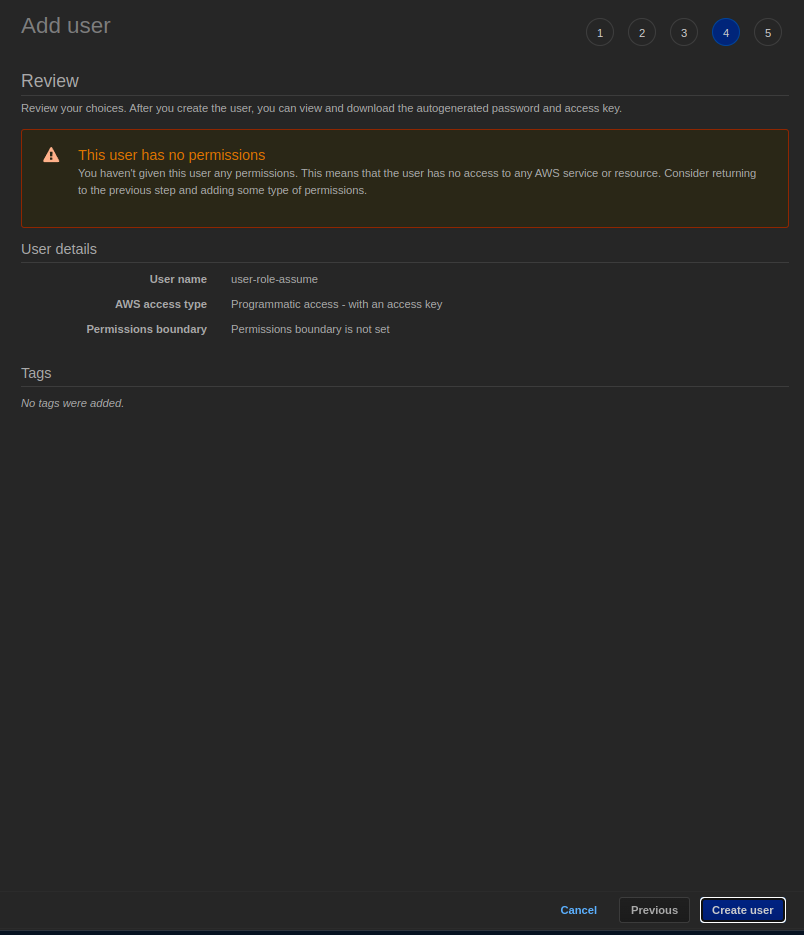 Add user
1 2 3 4 5
Review
Review your choices. After you create the user, you can view and download the autogenerated password and access key.
This user has no permissions
You haven't given this user any permissions. This means that the user has no access to any AWS service or resource. Consider returning
to the previous step and adding some type of permissions.
User details
User name user-role-assume
AWS access type Programmatic access - with an access key
Permissions boundary Permissions boundary is not set
Tags
No tags were added.
Cancel Previous Create user